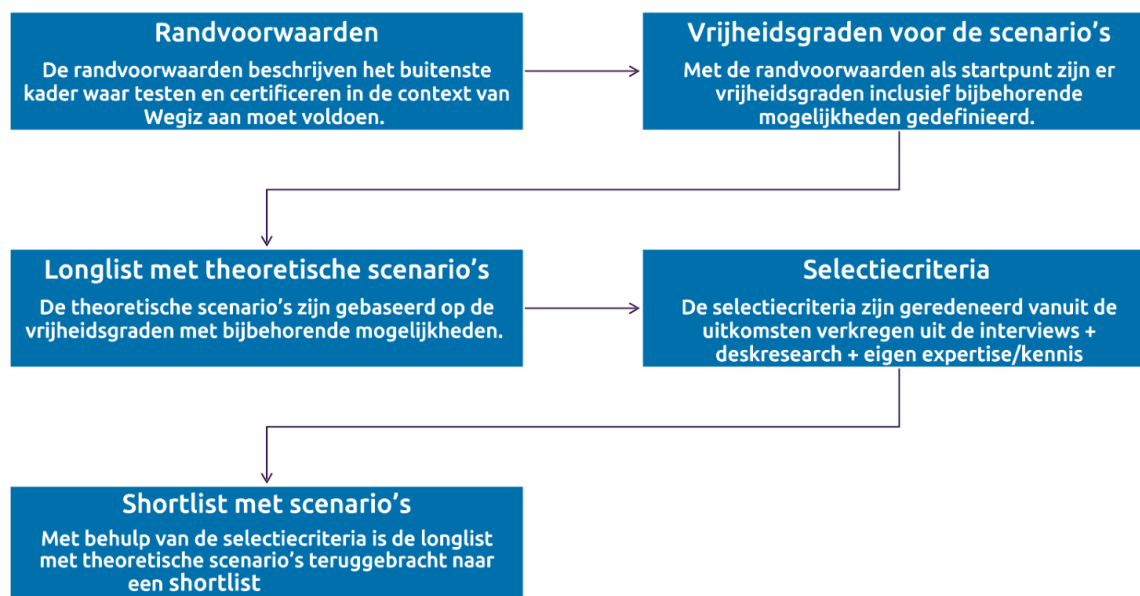 Randvoorwaarden
De randvoorwaarden beschrijven het buitenste
kader waar testen en certificeren in de context van
Wegiz aan moet voldoen.
Vrijheidsgraden voor de scenario's
Met de randvoorwaarden als startpunt zijn er
vrijheidsgraden inclusief bijbehorende
mogelijkheden gedefinieerd.
Longlist met theoretische scenario's
De theoretische scenario's zijn gebaseerd op de
vrijheidsgraden met bijbehorende mogelijkheden.
Selectiecriteria
De selectiecriteria zijn geredeneerd vanuit de
uitkomsten verkregen uit de interviews +
deskresearch + eigen expertise/kennis
Shortlist met scenario's
Met behulp van de selectiecriteria is de longlist
met theoretische scenario's teruggebracht naar
een shortlist